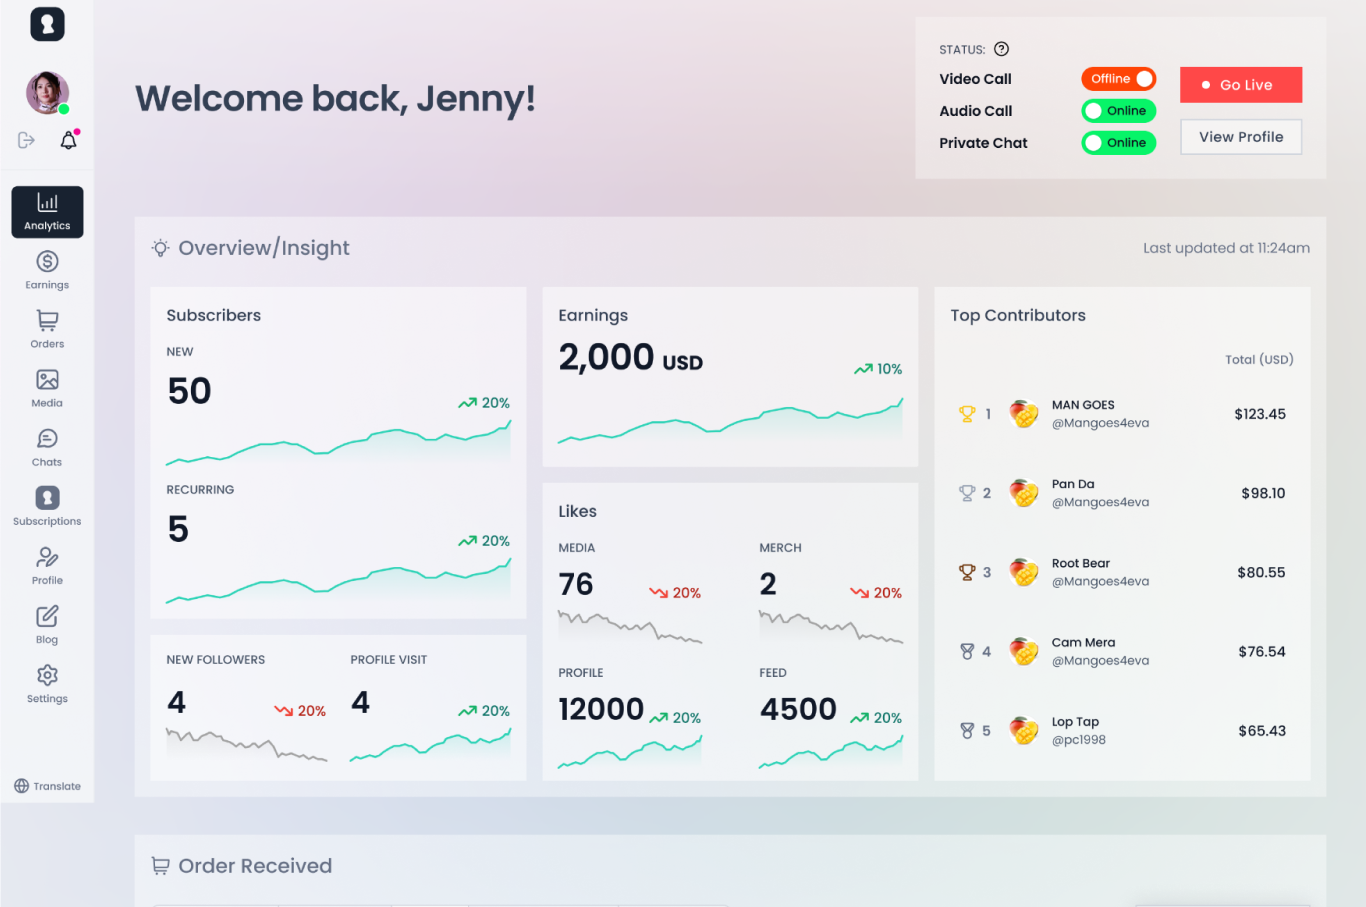 Welcome back, Jenny!
STATUS:
Video Call
Offline
Audio Call
Online
Private Chat
Online
Go Live
View Profile
Analytics
Earnings
Orders
Media
Chats
Subscriptions
Profile
Blog
Settings
Translate
Overview/Insight
Last updated at 11:24am
Subscribers
NEW
50
20%
RECURRING
5
20%
NEW FOLLOWERS
4
20%
PROFILE VISIT
4
20%
Earnings
2,000 USD
10%
Likes
MEDIA
76
20%
MERCH
2
20%
PROFILE
12000
20%
FEED
4500
20%
Top Contributors
Total (USD)
1
MAN GOES
@Mangoes4eva
$123.45
2
Pan Da
@Mangoes4eva
$98.10
3
Root Bear
@Mangoes4eva
$80.55
4
Cam Mera
@Mangoes4eva
$76.54
5
Lop Tap
@pc1998
$65.43
Order Received